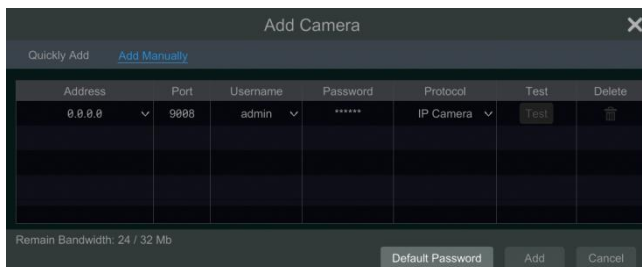 Add Camera
Quickly Add Add Manually
Address Port Username Password Protocol Test Delete
0.0.0.0 9008 admin ****** IP Camera Test
Remain Bandwidth: 24 / 32 Mb
Default Password Add Cancel